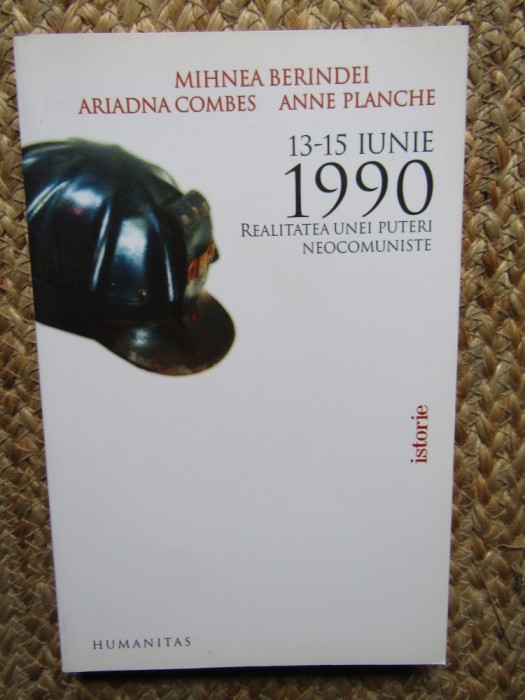 MIHNEA BERINDEI
ARIADNA COMBES ANNE PLANCHE
13-15 IUNIE
1990
REALITATEA UNEI PUTERI
NEOCOMUNISTE
istorie
HUMANITAS